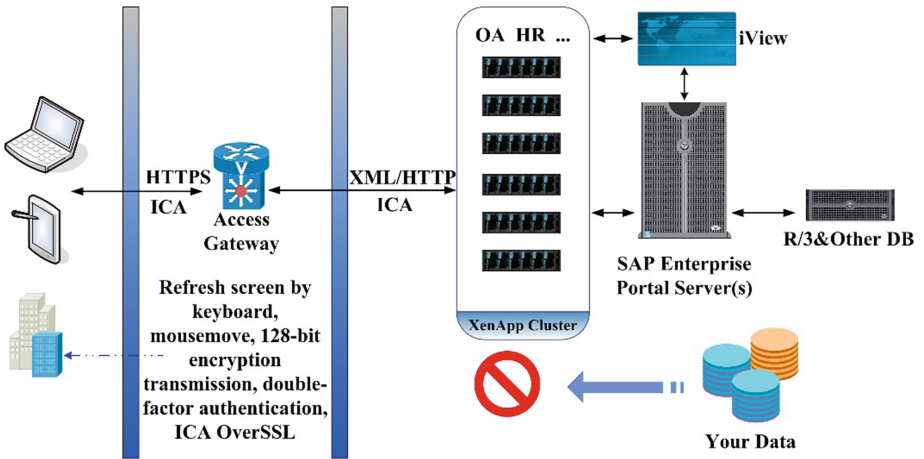 OA HR ...
iView
HTTPS
ICA
Access
Gateway
XML/HTTP
ICA
R/3&Other DB
SAP Enterprise
Portal Server(s)
Refresh screen by
keyboard,
mousemove, 128-bit
encryption
transmission, double-
factor authentication,
ICA OverSSL
XenApp Cluster
Your Data